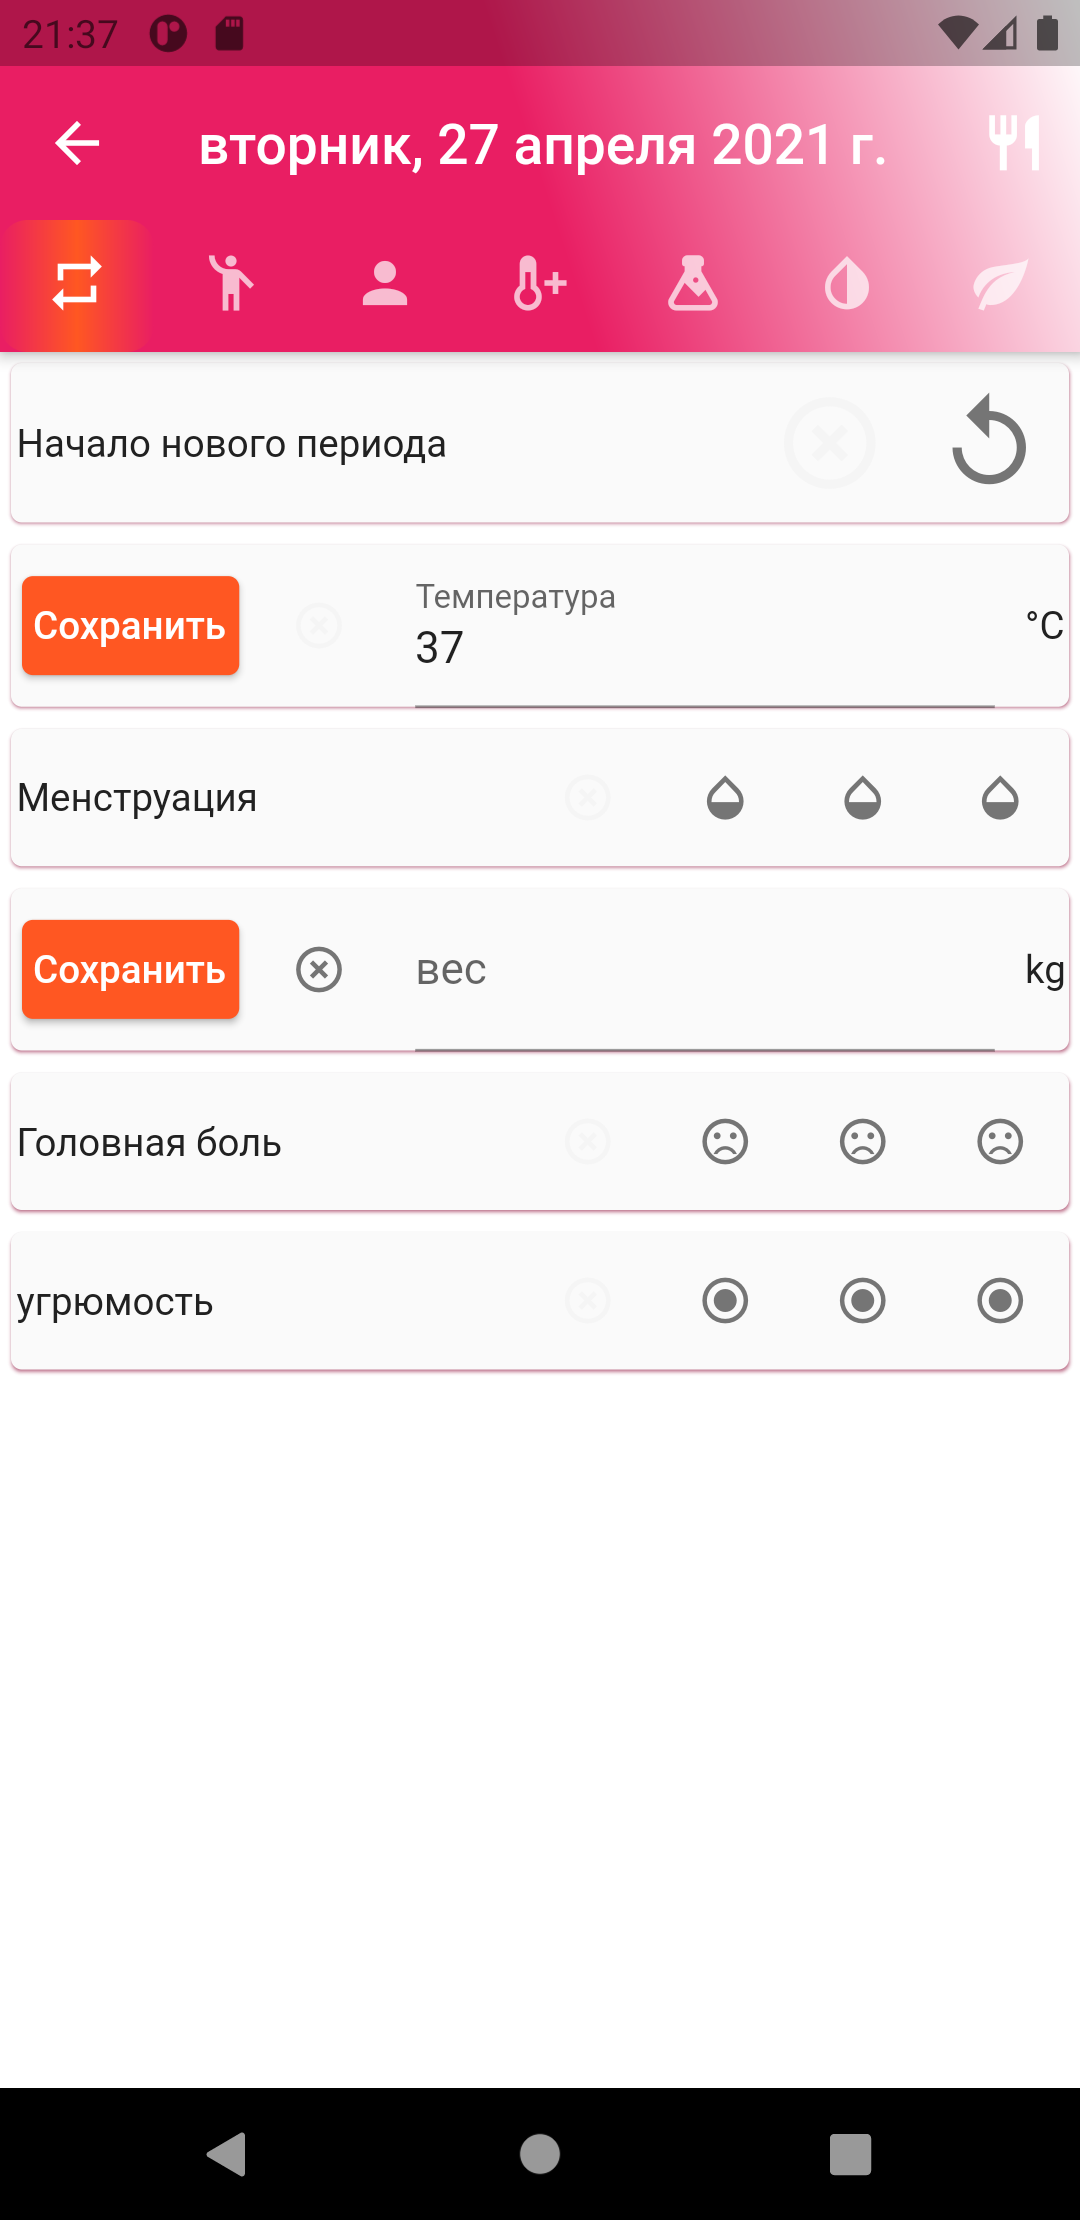 21:37
вторник, 27 апреля 2021 г.
Начало нового периода
Температура
Сохранить 37 °C
Менструация
Сохранить вес kg
Головная боль
угрюмость